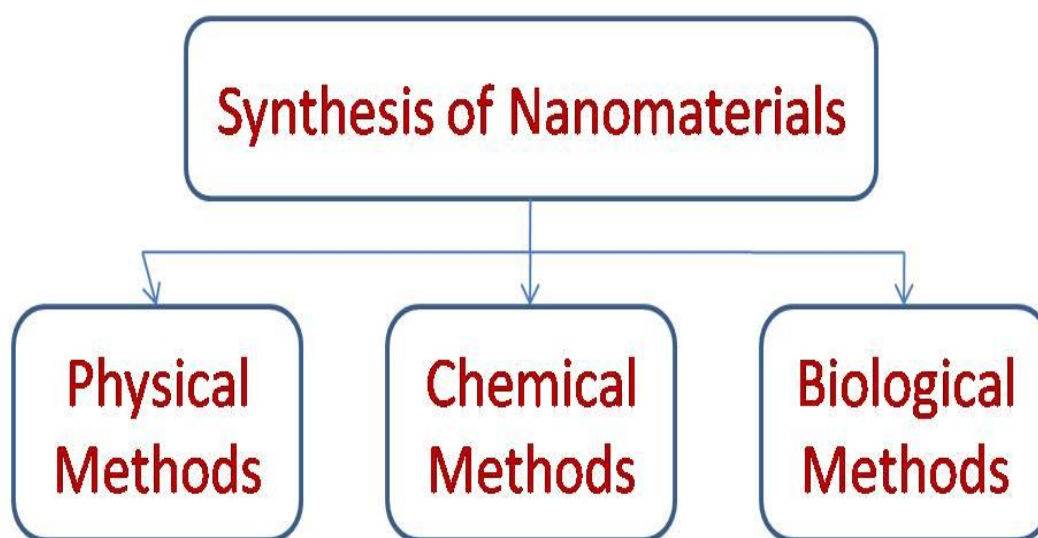 Synthesis of Nanomaterials
Physical
Methods
Chemical
Methods
Biological
Methods